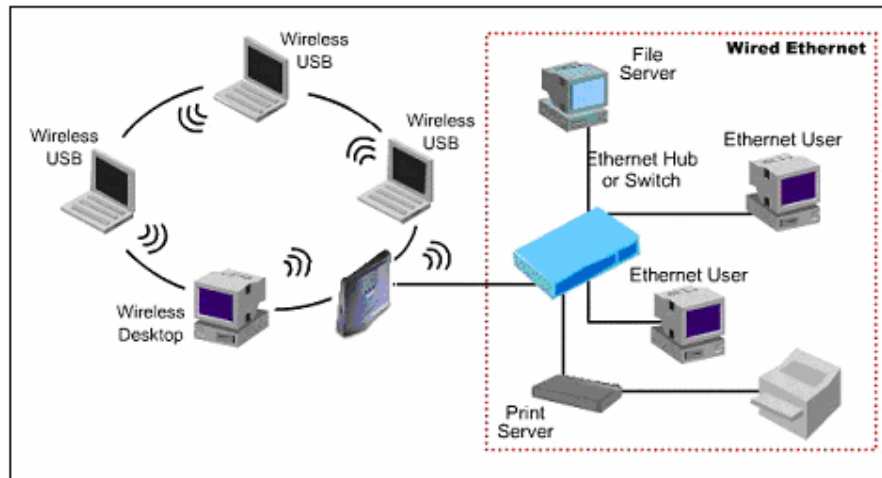 Wireless
USB
Wireless
USB
Wireless
USB
Wireless
Desktop
Wired Ethernet
File
Server
Ethernet User
Ethernet Hub
or Switch
Ethernet User
Print
Server